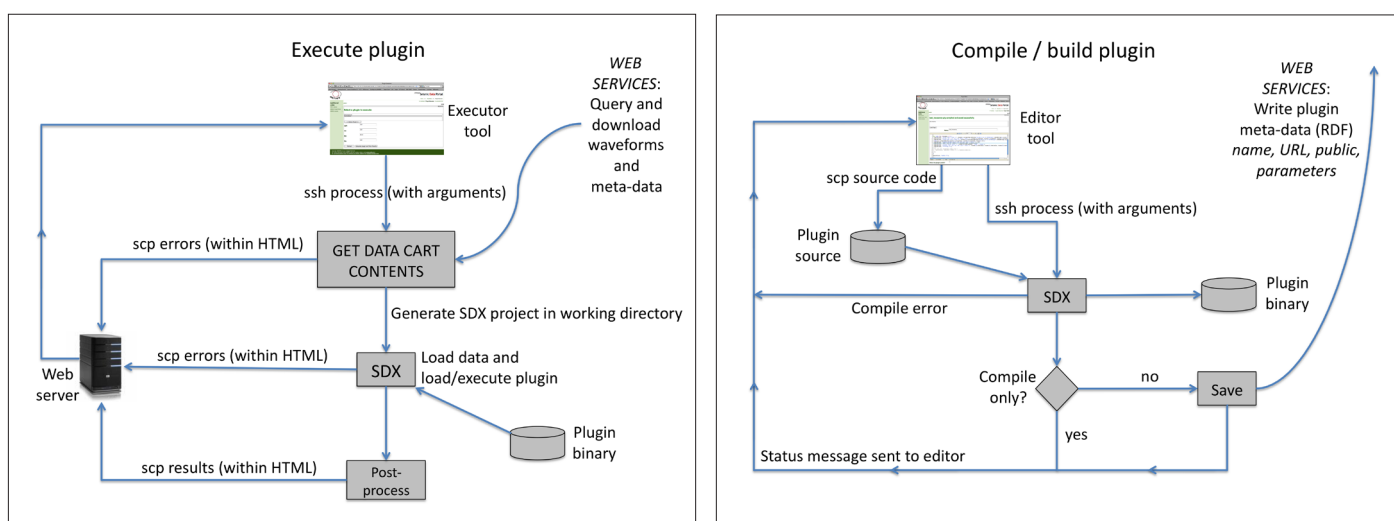 Execute plugin
WEB
SERVICES:
Query and
download
waveforms
and
meta-data
Executor
tool
ssh process (with arguments)
scp errors (within HTML)
GET DATA CART
CONTENTS
Generate SDX project in working directory
Web
server
scp errors (within HTML)
SDX
Load data and
load/execute plugin
Plugin
binary
scp results (within HTML)
Post-
process
Compile / build plugin
WEB
SERVICES:
Write plugin
meta-data (RDF)
name, URL, public,
parameters
Editor
tool
scp source code
ssh process (with arguments)
Plugin
source
SDX
Plugin
binary
Compile error
Compile
only?
no
Save
yes
Status message sent to editor